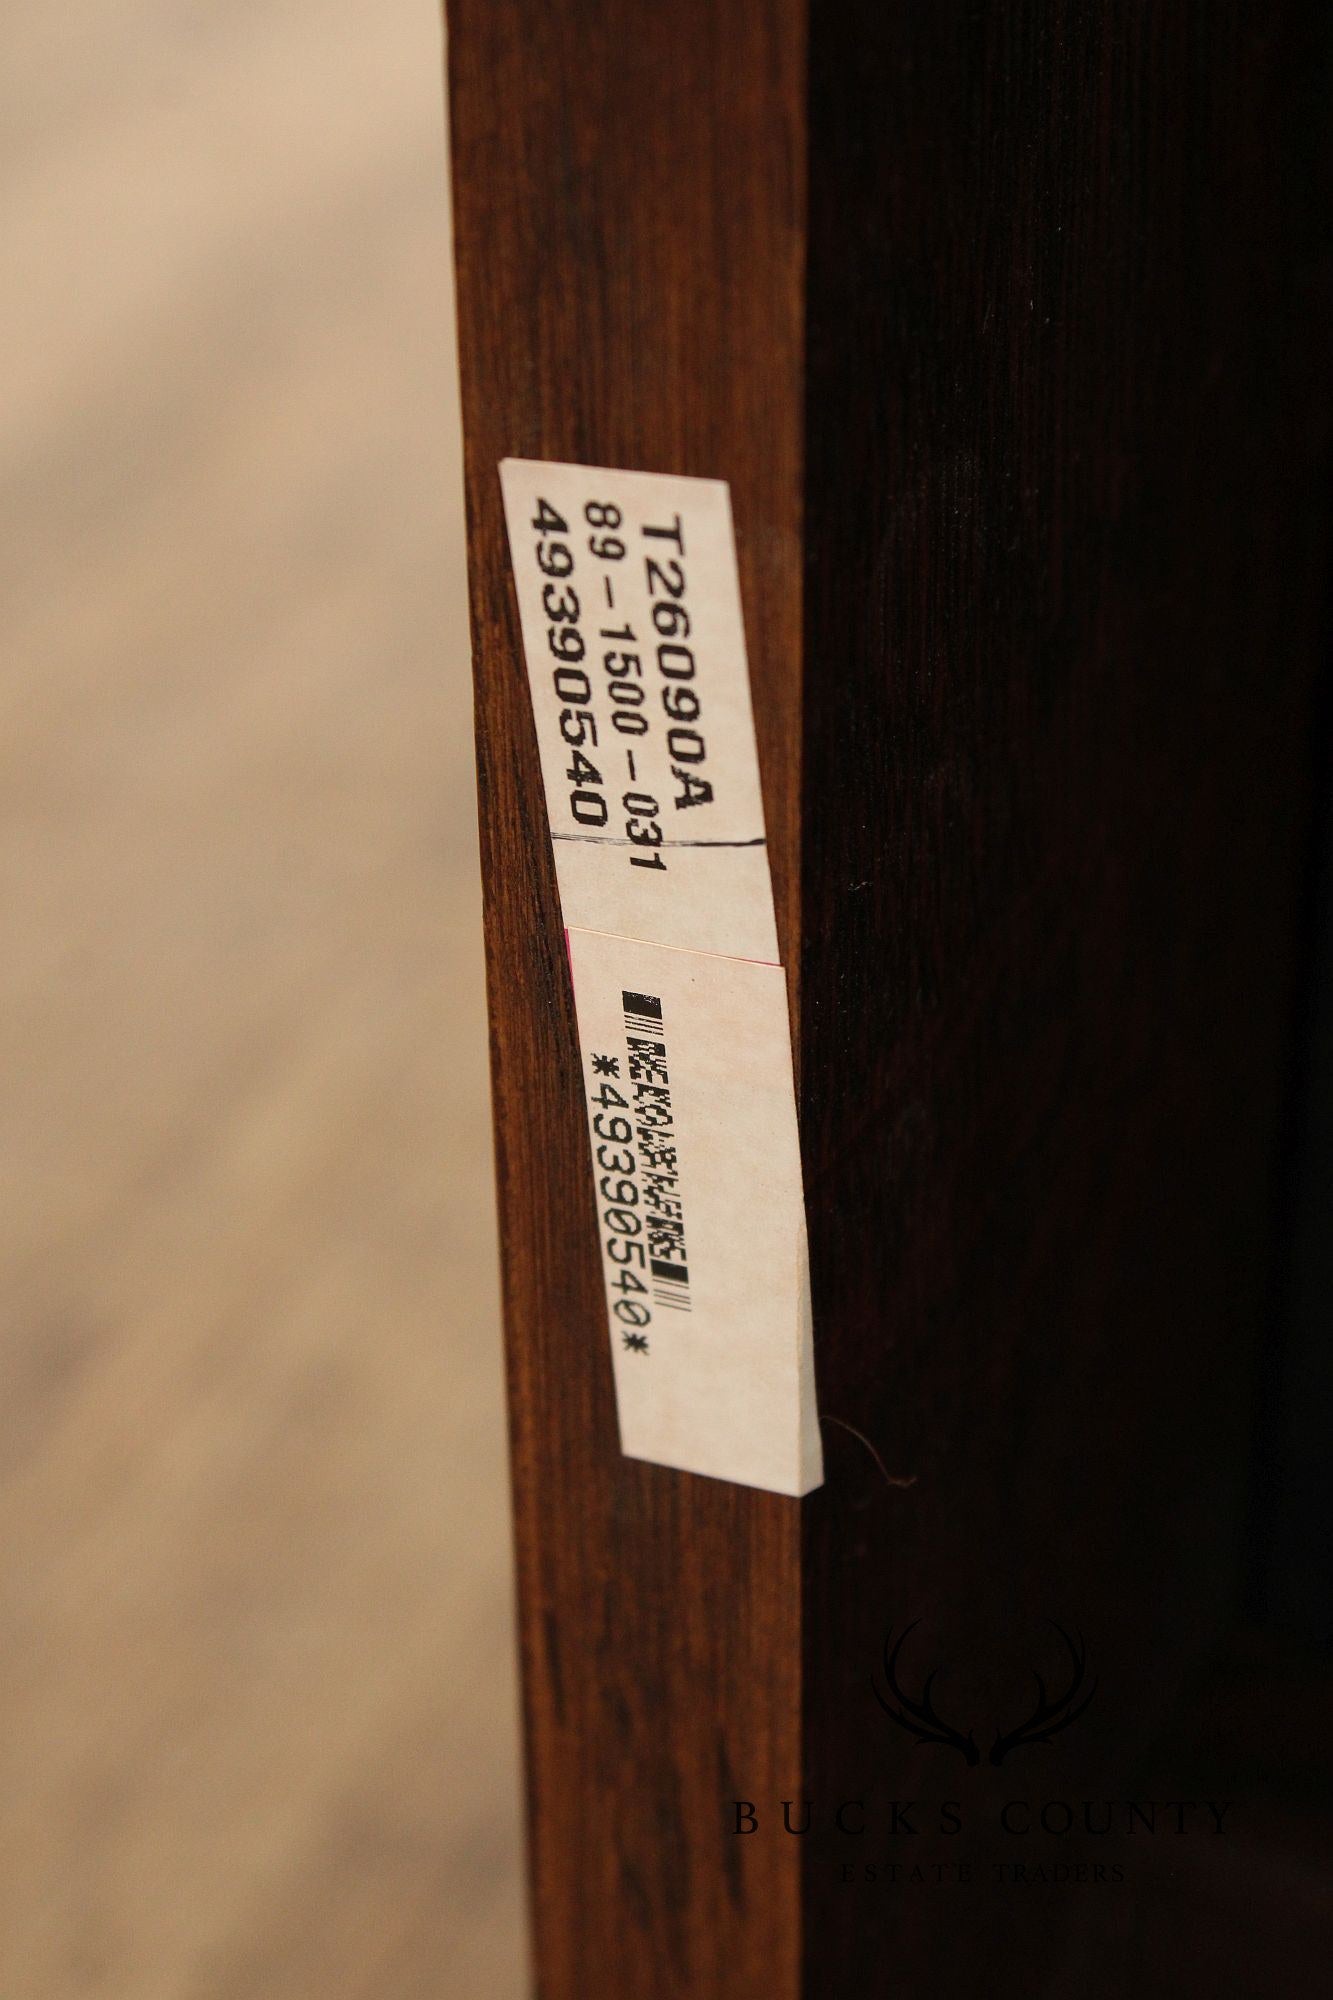 T26090A
89-1500-031
49390540
*49390540*
BUCKS COUNTY
ESTATE TRADERS